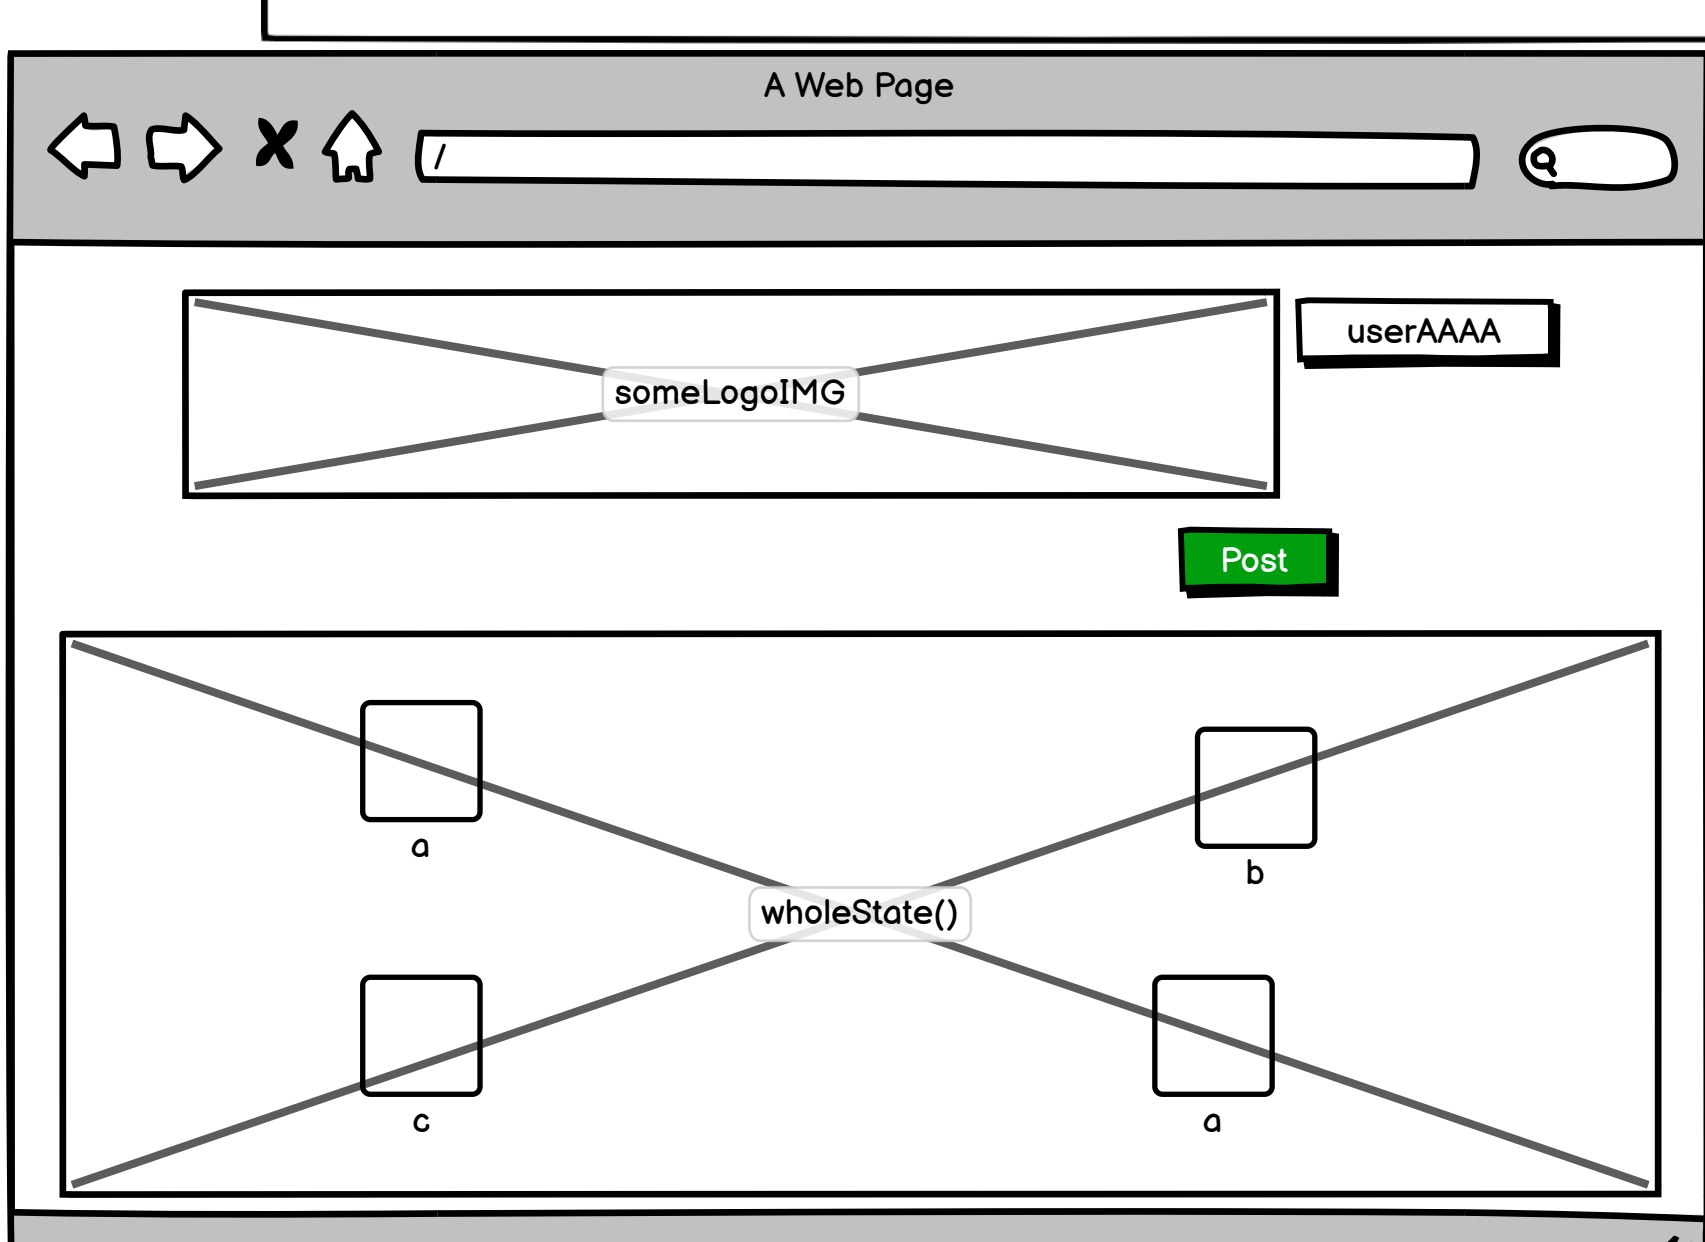 A Web Page
/
someLogoIMG
userAAAA
Post
a
b
wholeState()
c
a